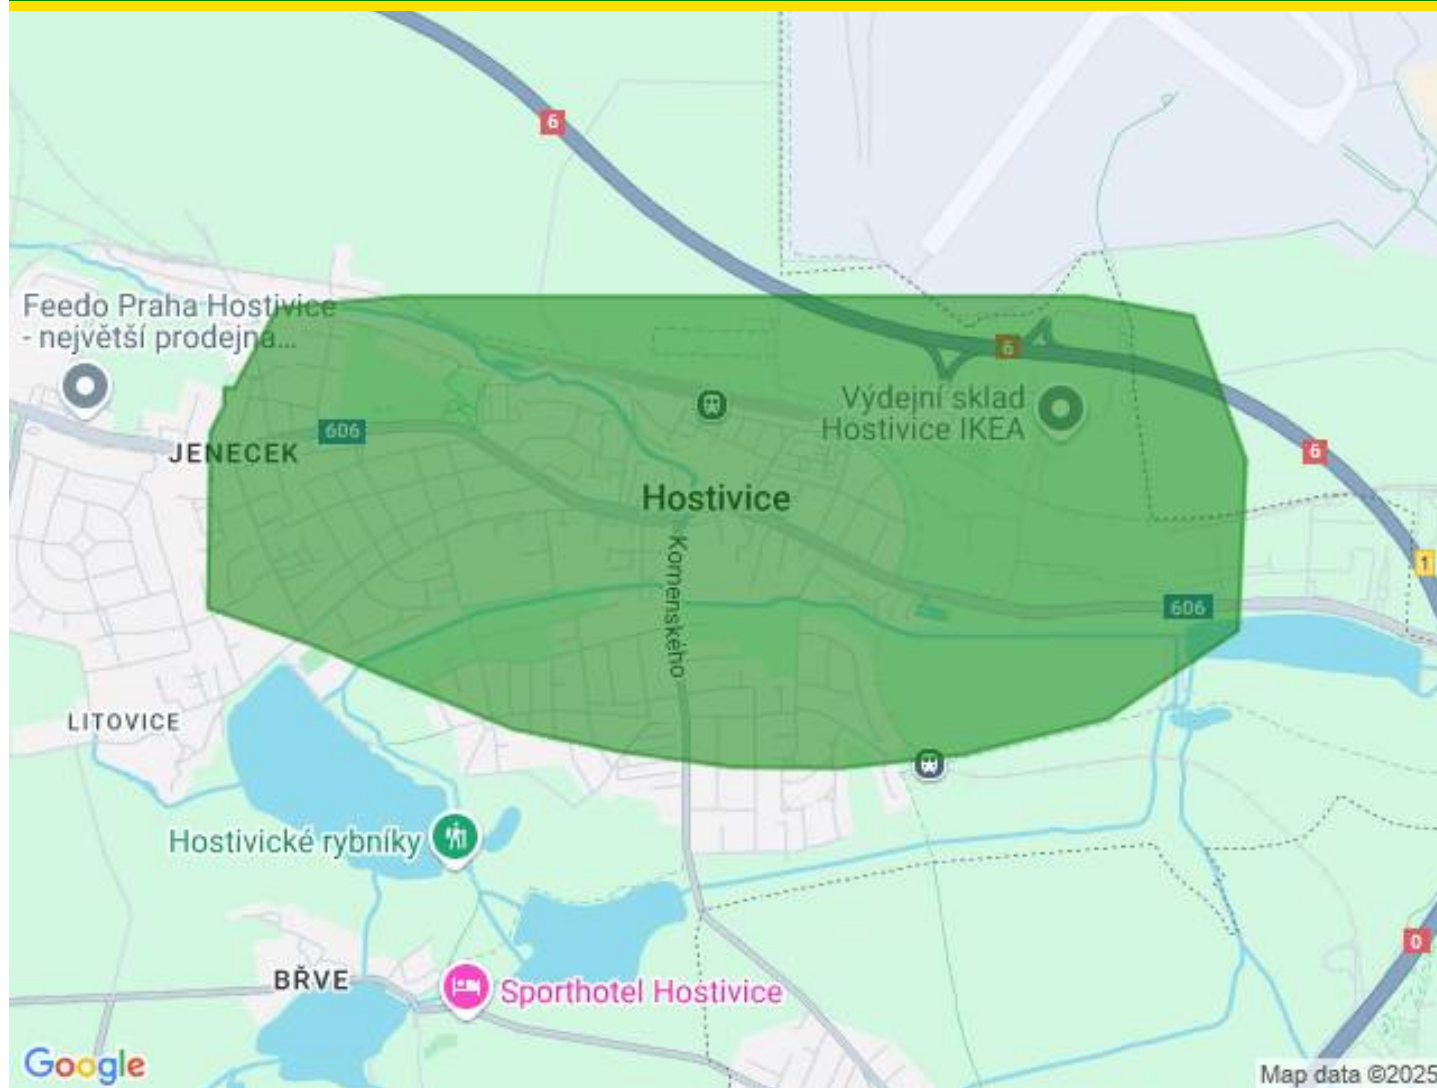 6
Feedo Praha Hostivice
- největší prodejna...
6
Výdejní sklad
Hostivice IKEA
606
JENECEK
6
Hostivice
Komenského
1
606
LITOVICE
Hostivické rybníky
0
BŘVE
Sporthotel Hostivice
Google
Map data ©2025